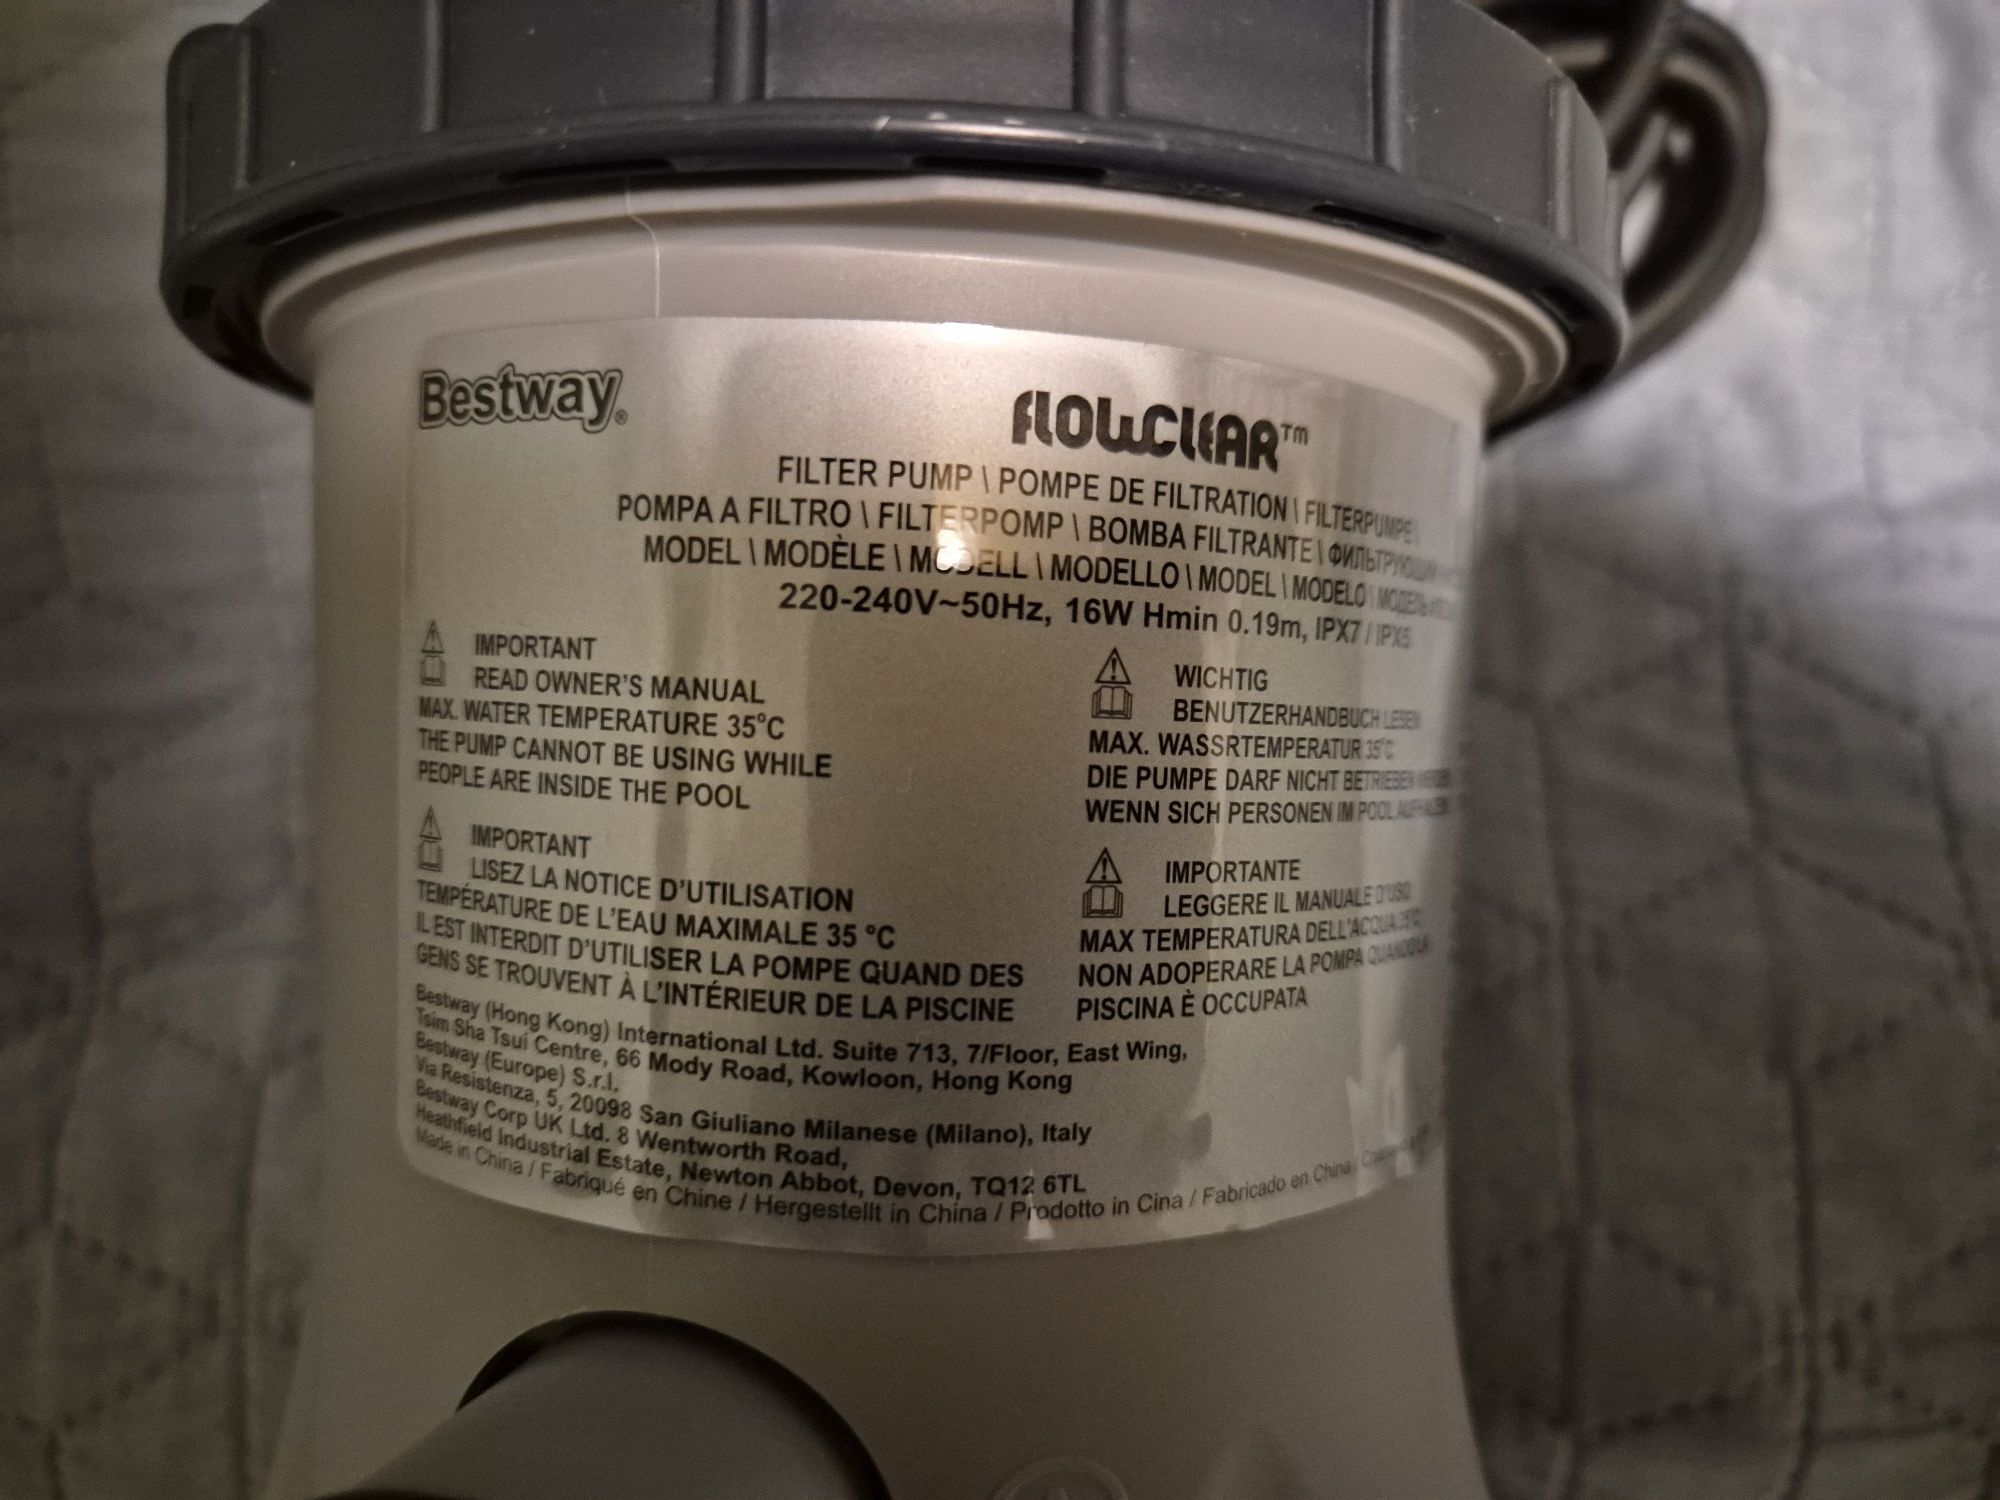 Bestway®
FLOWCLEAR™
FILTER PUMP \ POMPE DE FILTRATION \ FILTERPUMPE \
POMPA A FILTRO \ FILTERPOMP \ BOMBA FILTRANTE \ ФИЛЬТРУЮЩИЙ
MODEL \ MODÈLE \ MODELL \ MODELLO \ MODEL \ MODELO \ МОДЕЛЬ
220-240V~50Hz, 16W Hmin 0.19m, IPX7 / IPX5
IMPORTANT
READ OWNER'S MANUAL
MAX. WATER TEMPERATURE 35°C
THE PUMP CANNOT BE USING WHILE
PEOPLE ARE INSIDE THE POOL
IMPORTANT
LISEZ LA NOTICE D'UTILISATION
TEMPÉRATURE DE L'EAU MAXIMALE 35 °C
IL EST INTERDIT D'UTILISER LA POMPE QUAND DES
GENS SE TROUVENT À L'INTÉRIEUR DE LA PISCINE
WICHTIG
BENUTZERHANDBUCH LESEN
MAX. WASSRTEMPERATUR 35°C
DIE PUMPE DARF NICHT BETRIEBEN WERDEN
WENN SICH PERSONEN IM POOL AUFHALTEN
IMPORTANTE
LEGGERE IL MANUALE D'USO
MAX TEMPERATURA DELL'ACQUA 35°C
NON ADOPERARE LA POMPA QUANDO LA
PISCINA È OCCUPATA
Bestway (Hong Kong) International Ltd. Suite 713, 7/Floor, East Wing,
Tsim Sha Tsui Centre, 66 Mody Road, Kowloon, Hong Kong
Bestway (Europe) S.r.l.
Via Resistenza, 5, 20098 San Giuliano Milanese (Milano), Italy
Bestway Corp UK Ltd. 8 Wentworth Road,
Heathfield Industrial Estate, Newton Abbot, Devon, TQ12 6TL
Made in China / Fabriqué en Chine / Hergestellt in China / Prodotto in Cina / Fabricado en China /